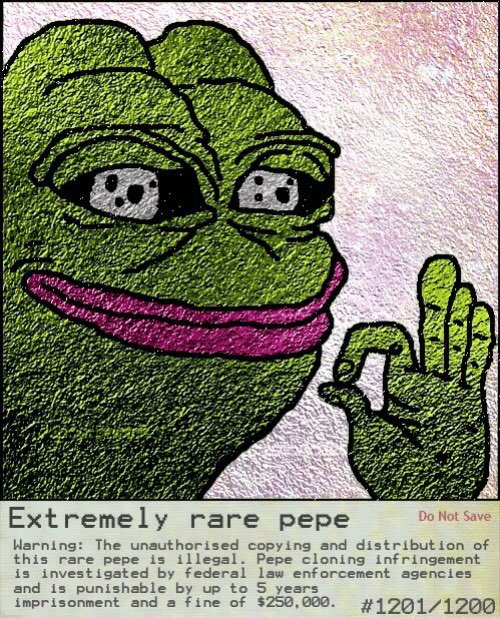 Extremely rare pepe
Do Not Save
Warning: The unauthorised copying and distribution of
this rare pepe is illegal. Pepe cloning infringement
is investigated by federal law enforcement agencies
and is punishable by up to 5 years
imprisonment and a fine of $250,000.
#1201/1200